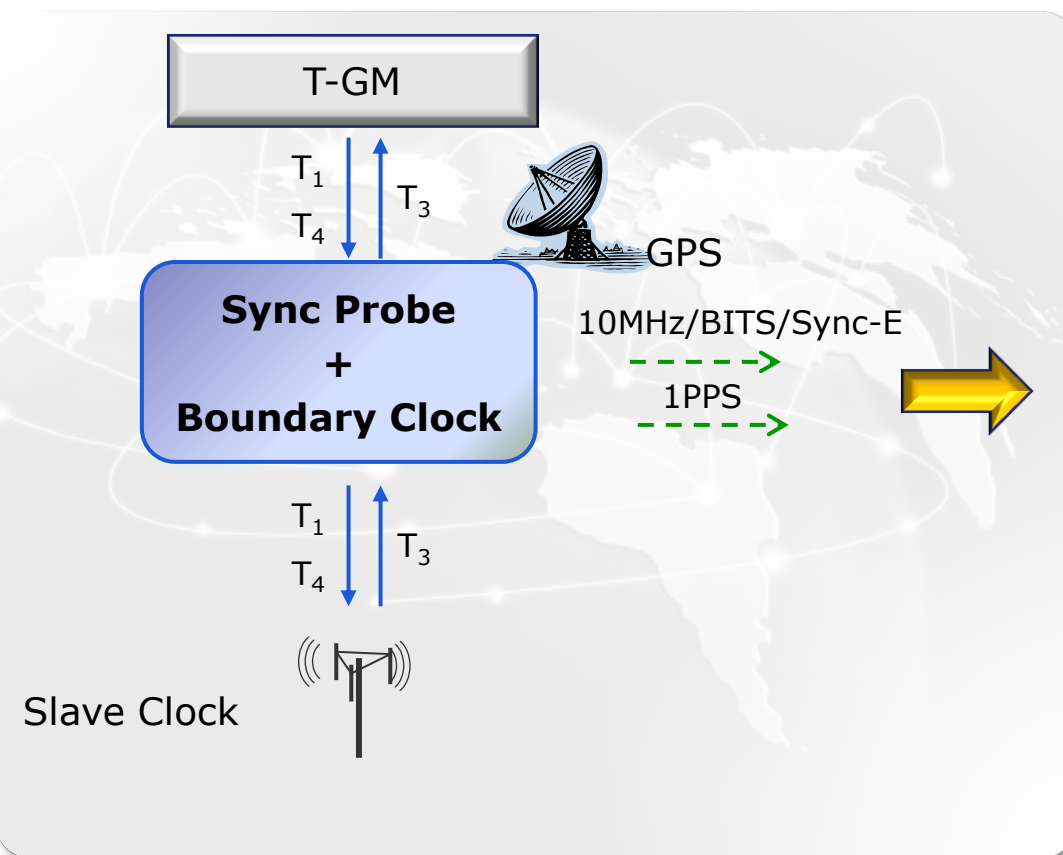 T-GM
T₁
T₃
T₄
GPS
Sync Probe
+
Boundary Clock
10MHz/BITS/Sync-E
1PPS
T₁
T₃
T₄
Slave Clock